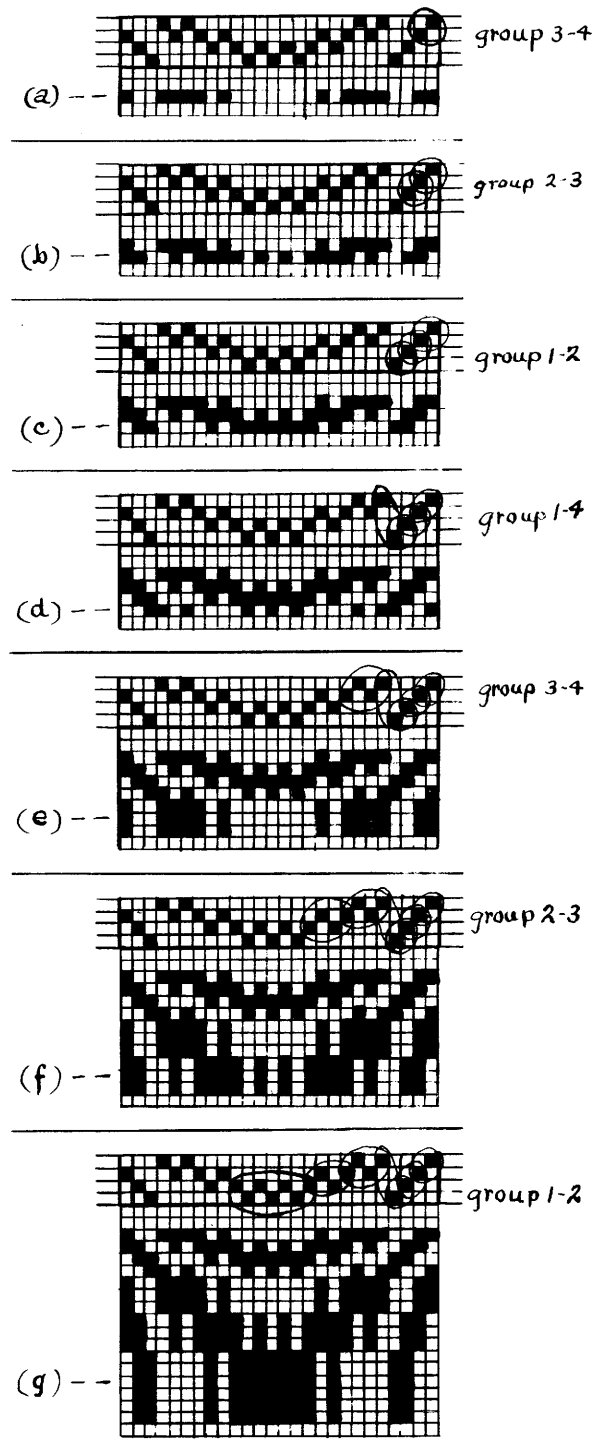 group 3-4
(a) --
group 2-3
(b) --
group 1-2
(c) --
group 1-4
(d) --
group 3-4
(e) --
group 2-3
(f) --
group 1-2
(g) --